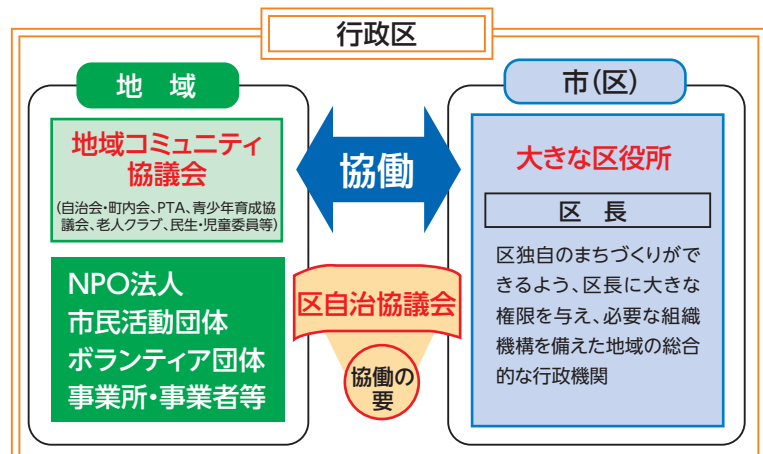 行政区
地 域
地域コミュニティ
協議会
(自治会・町内会、PTA、青少年育成協
議会、老人クラブ、民生・児童委員等)
NPO法人
市民活動団体
ボランティア団体
事業所・事業者等
協働
区自治協議会
協働の
要
市(区)
大きな区役所
区 長
区独自のまちづくりがで
きるよう、区長に大きな
権限を与え、必要な組織
機構を備えた地域の総合
的な行政機関